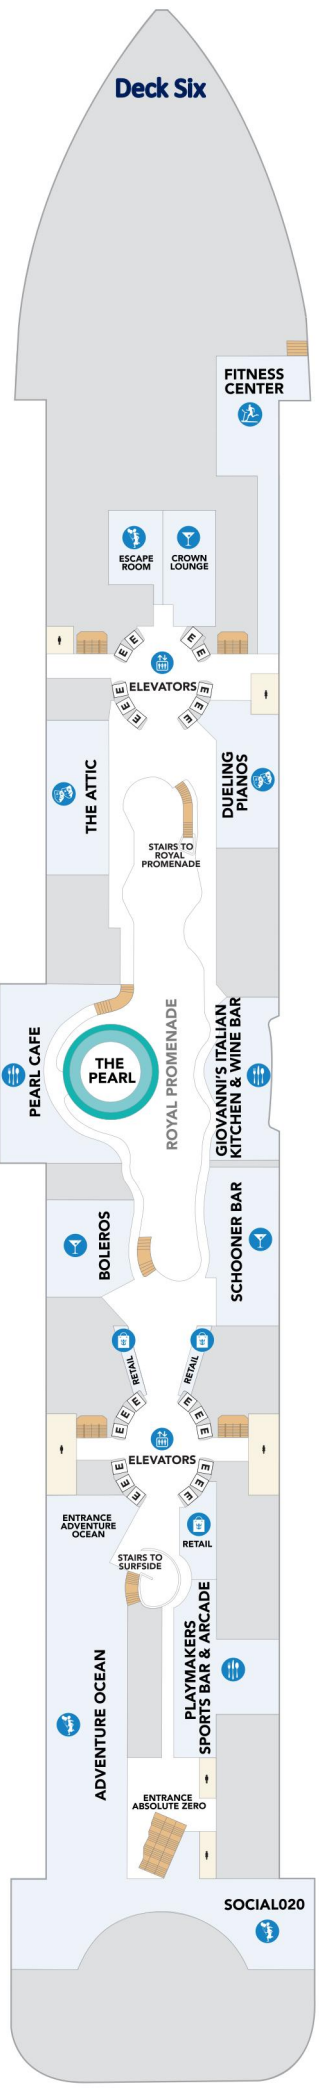 Deck Six
FITNESS
CENTER
ESCAPE
ROOM
CROWN
LOUNGE
E E E E
ELEVATORS
E E E E E E
THE ATTIC
DUELING
PIANOS
STAIRS TO
ROYAL
PROMENADE
PEARL CAFE
THE
PEARL
ROYAL PROMENADE
GIOVANNI'S ITALIAN
KITCHEN & WINE BAR
BOLEROS
SCHOONER BAR
RETAIL
RETAIL
E E E E E E
ELEVATORS
E E E E E E
ENTRANCE
ADVENTURE
OCEAN
RETAIL
STAIRS TO
SURFSIDE
ADVENTURE OCEAN
PLAYMAKERS
SPORTS BAR & ARCADE
ENTRANCE
ABSOLUTE ZERO
SOCIAL020